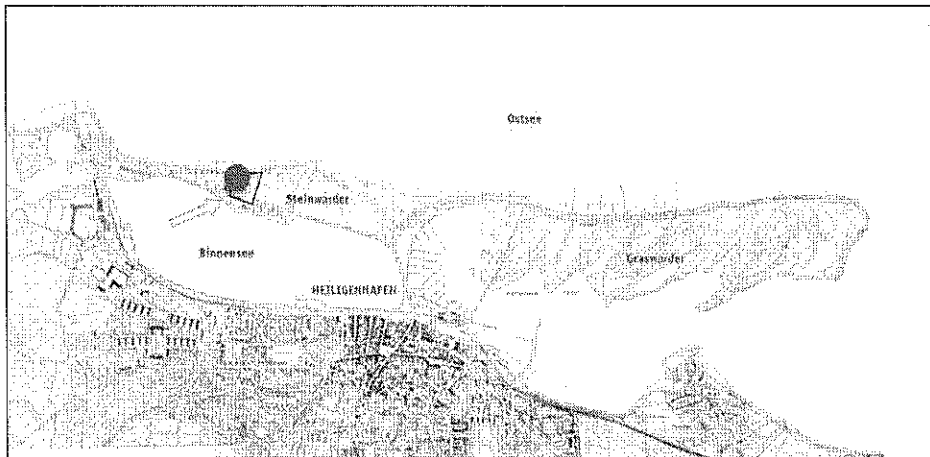 Ostsee
Steinwarder
Binnensee
Graswarder
HEILIGENHAFEN